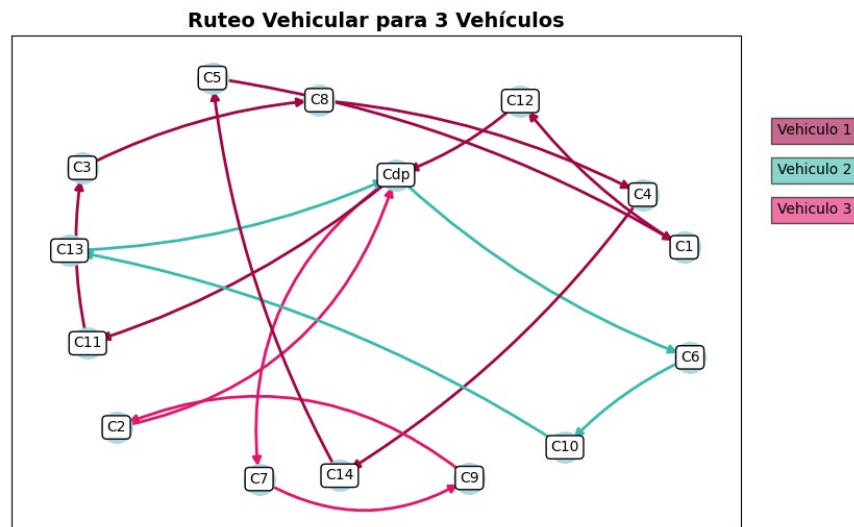 Ruteo Vehicular para 3 Vehículos
C5
C8
C12
Vehiculo 1
C3
Cdp
Vehiculo 2
C4
Vehiculo 3
C13
C1
C11
C6
C2
C10
C7
C14
C9